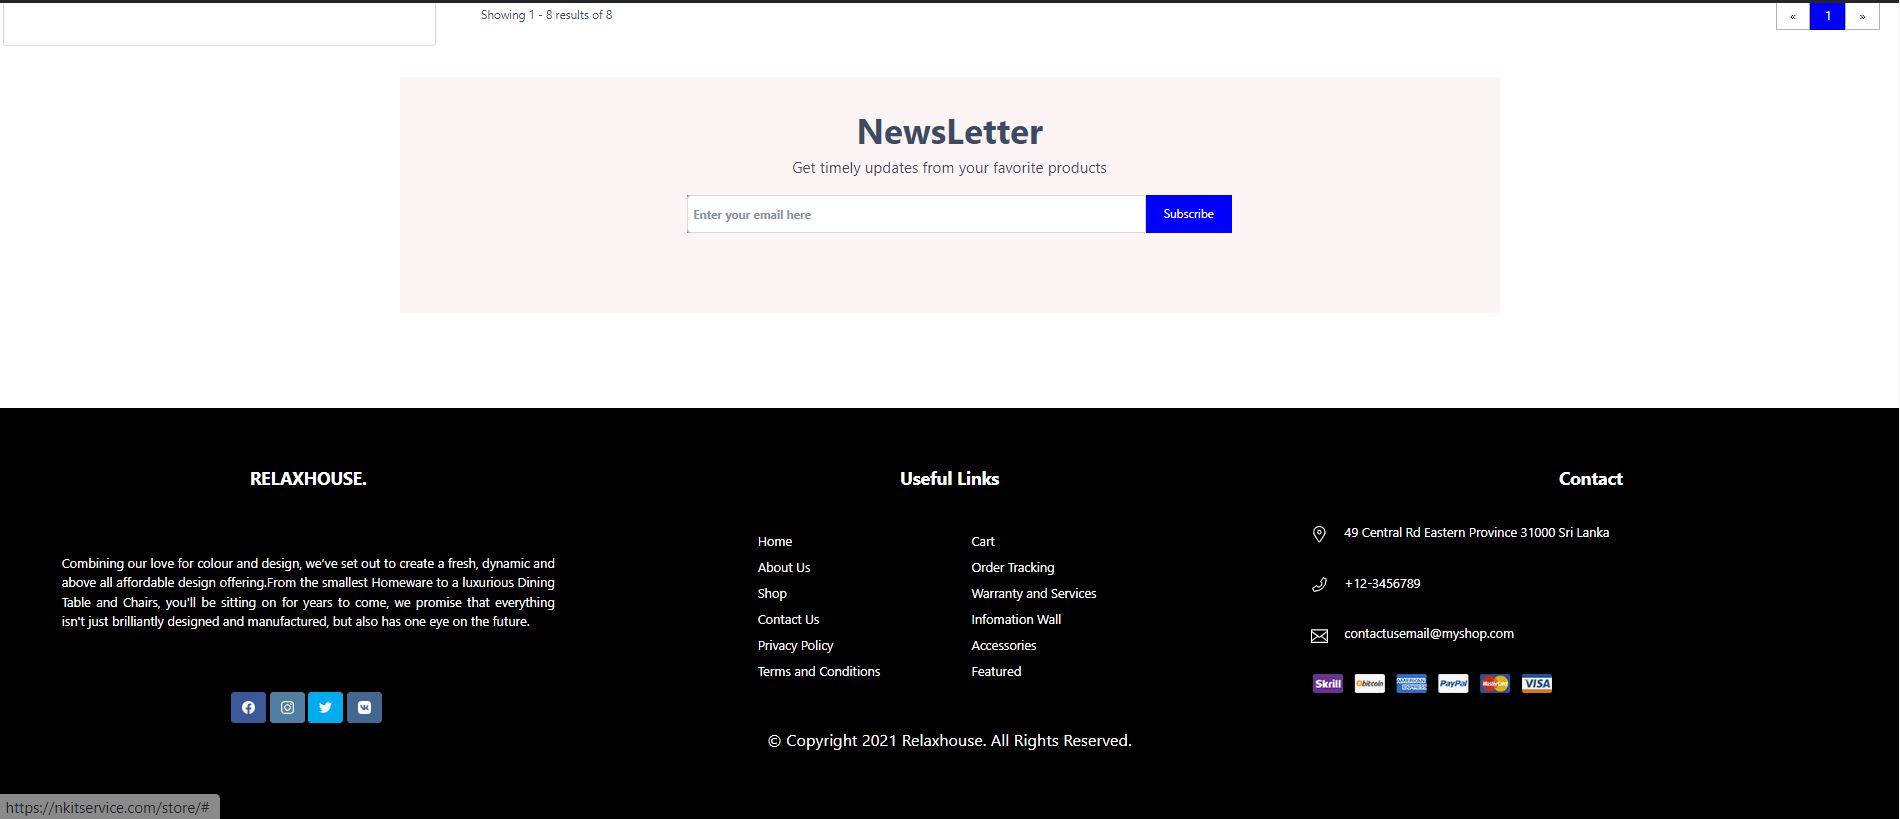 Showing 1 - 8 results of 8
« 1 »
NewsLetter
Get timely updates from your favorite products
Enter your email here
Subscribe
RELAXHOUSE.
Combining our love for colour and design, we've set out to create a fresh, dynamic and
above all affordable design offering.From the smallest Homeware to a luxurious Dining
Table and Chairs, you'll be sitting on for years to come, we promise that everything
isn't just brilliantly designed and manufactured, but also has one eye on the future.
Useful Links
Home
About Us
Shop
Contact Us
Privacy Policy
Terms and Conditions
Cart
Order Tracking
Warranty and Services
Infomation Wall
Accessories
Featured
Contact
49 Central Rd Eastern Province 31000 Sri Lanka
+12-3456789
contactusemail@myshop.com
Skrill bitcoin AMERICAN EXPRESS PayPal MasterCard VISA
© Copyright 2021 Relaxhouse. All Rights Reserved.
https://nkitservice.com/store/#